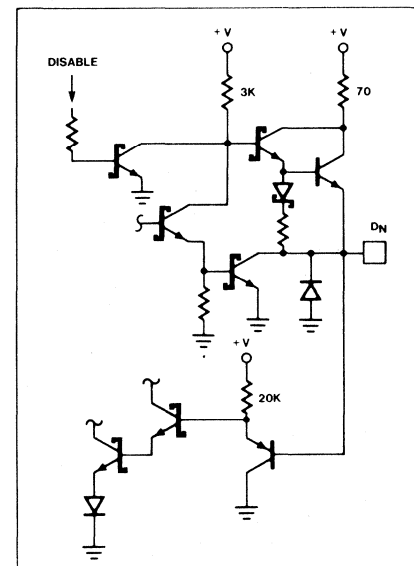 + V
+ V
DISABLE
3K
70
DN
+ V
20K